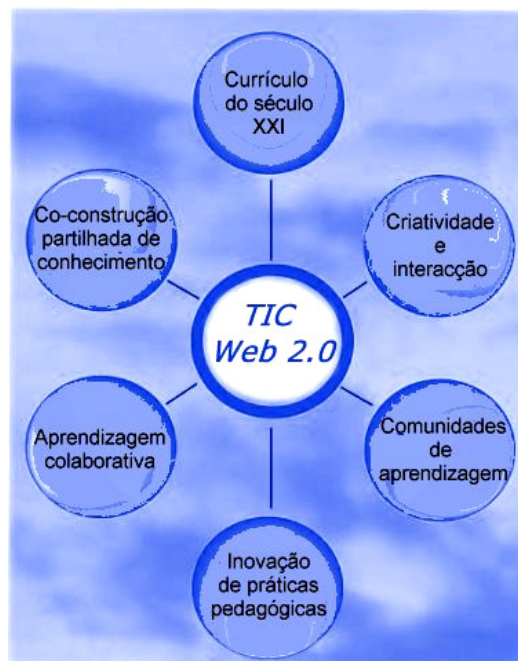 Currículo
do século
XXI
Co-construção
partilhada de
conhecimento
Criatividade
e
interacção
TIC
Web 2.0
Aprendizagem
colaborativa
Comunidades
de
aprendizagem
Inovação
de práticas
pedagógicas